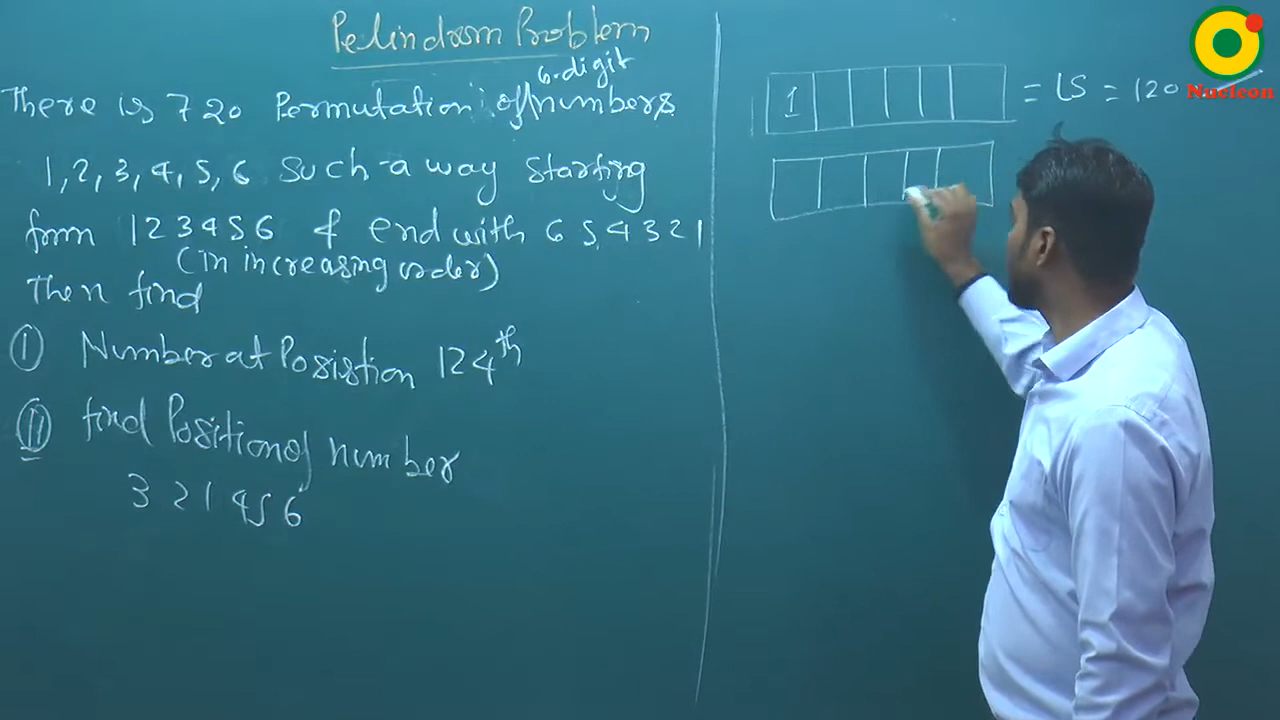 Pelindrom Problem
6-digit
There is 720 Permutation of numbers
1, 2, 3, 4, 5, 6 such-a way starting
from 123456 & end with 654321
(in increasing order)
Then find
I Number at Posistion 124th
II find Position of number
321456
1 = L5 = 120
Nucleon